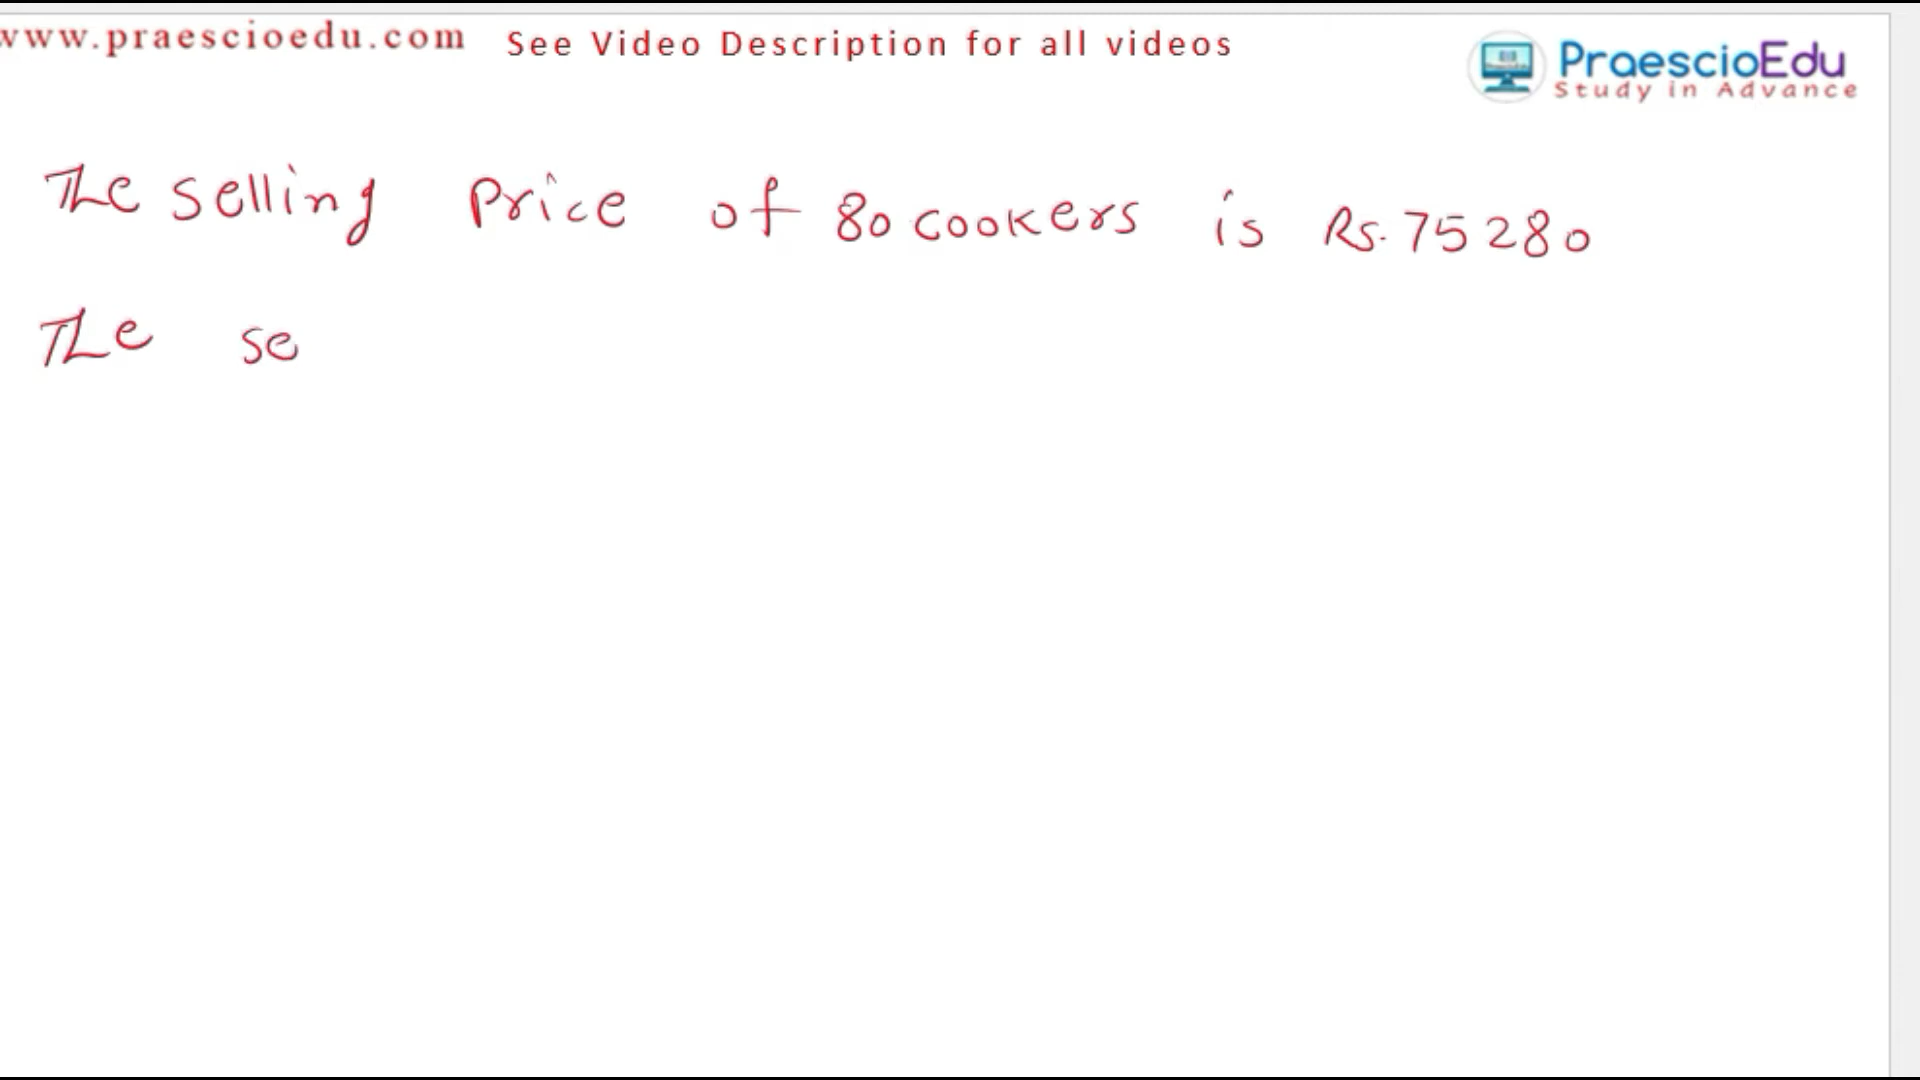 www.praescioedu.com See Video Description for all videos
PraescioEdu
Study in Advance
The selling Price of 80 cookers is Rs. 75280
The se